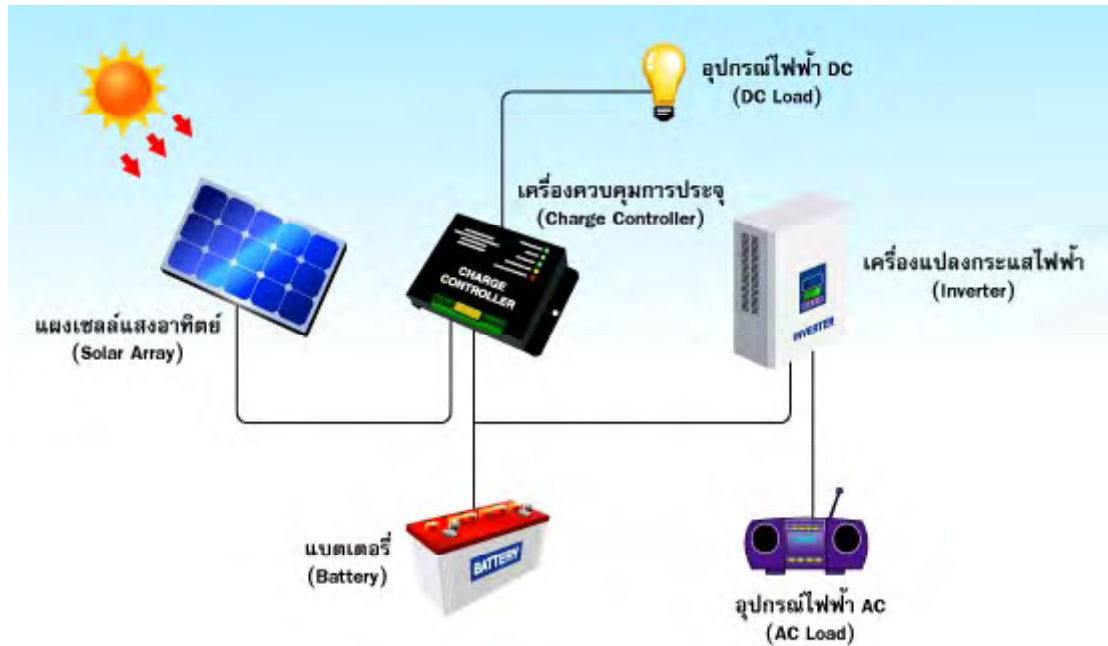 อุปกรณ์ไฟฟ้า DC
(DC Load)
เครื่องควบคุมการประจุ
(Charge Controller)
CHARGE
CONTROLLER
เครื่องแปลงกระแสไฟฟ้า
(Inverter)
INVERTER
แผงเซลล์แสงอาทิตย์
(Solar Array)
แบตเตอรี่
(Battery)
BATTERY
อุปกรณ์ไฟฟ้า AC
(AC Load)